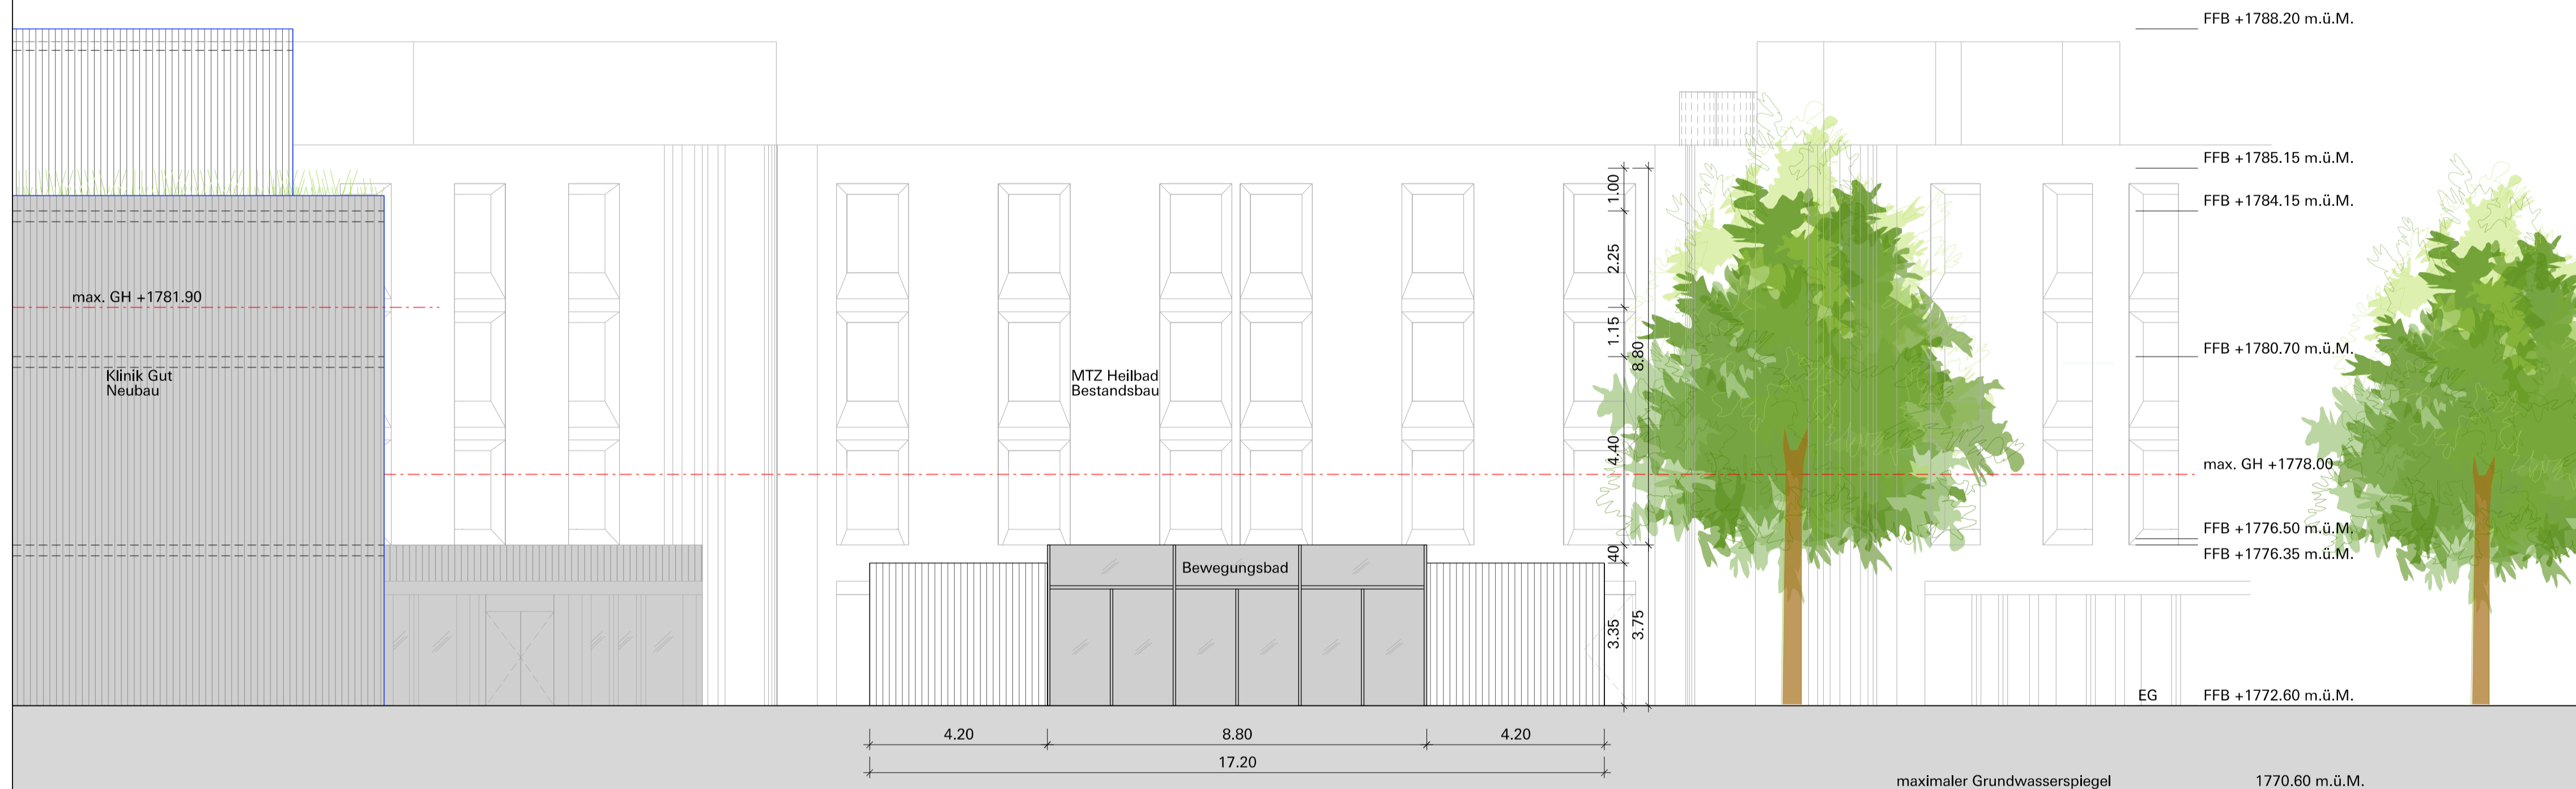 FFB +1788.20 m.ü.M.
FFB +1785.15 m.ü.M.
1.00
FFB +1784.15 m.ü.M.
2.25
max. GH +1781.90
1.15
8.80
FFB +1780.70 m.ü.M.
Klinik Gut
Neubau
MTZ Heilbad
Bestandsbau
4.40
max. GH +1778.00
FFB +1776.50 m.ü.M.
40
FFB +1776.35 m.ü.M.
Bewegungsbad
3.35
3.75
EG FFB +1772.60 m.ü.M.
4.20 8.80 4.20
17.20
maximaler Grundwasserspiegel 1770.60 m.ü.M.